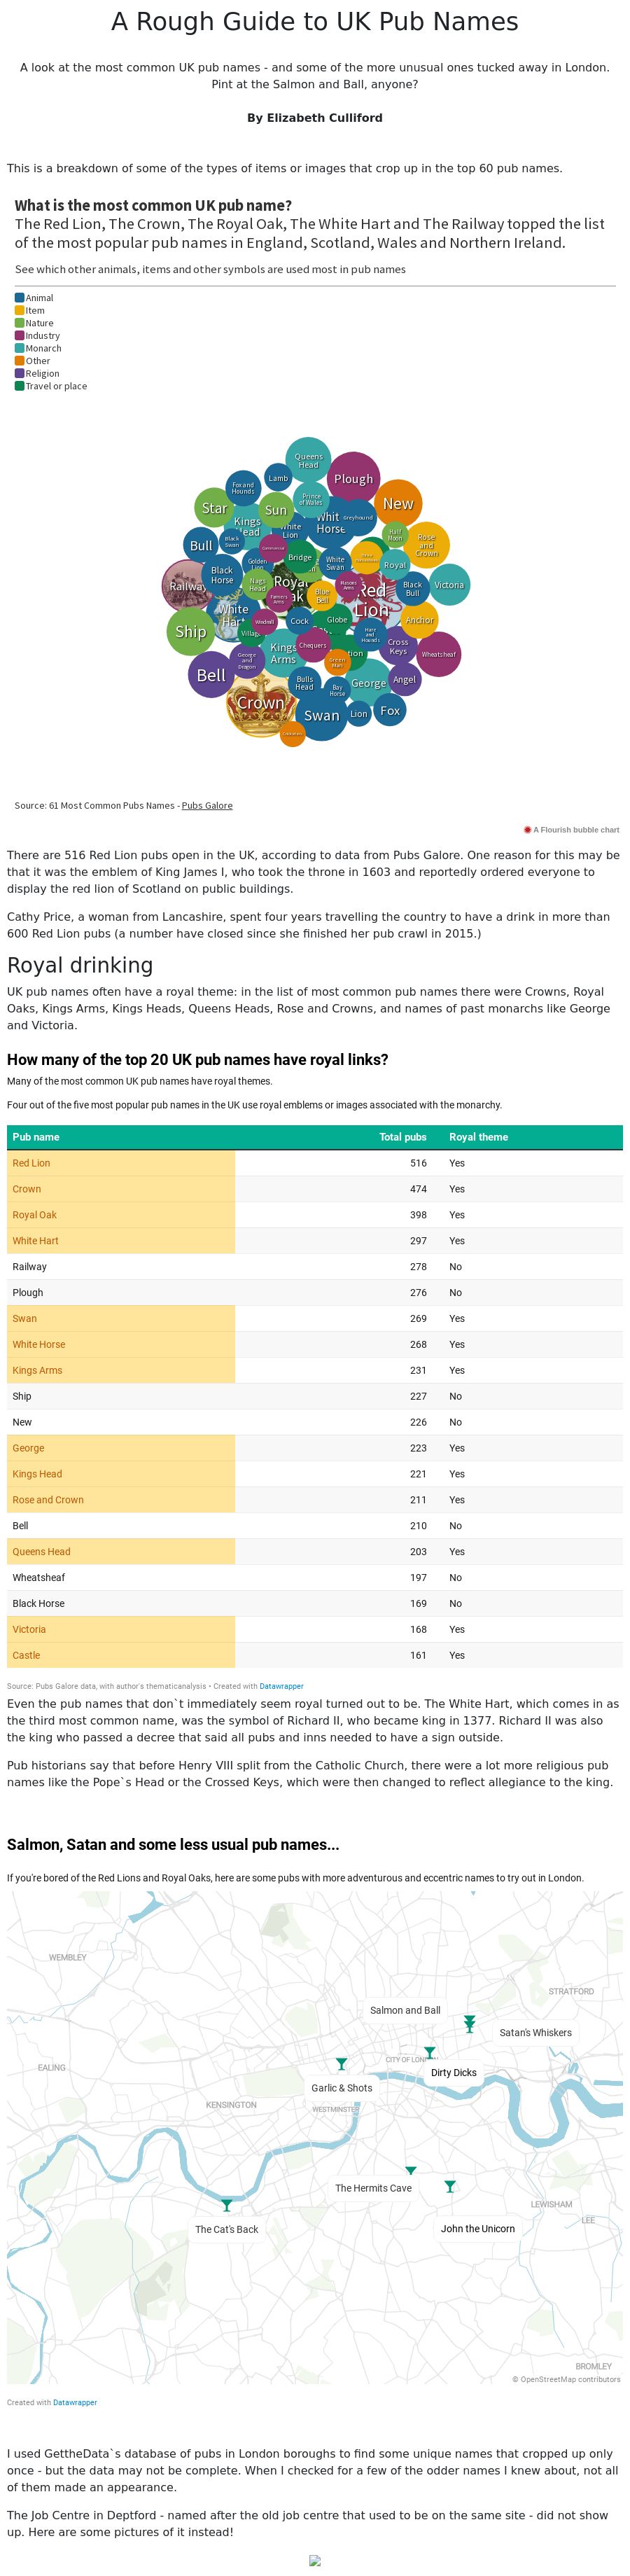 A Rough Guide to UK Pub Names
A look at the most common UK pub names - and some of the more unusual ones tucked away in London.
Pint at the Salmon and Ball, anyone?
By Elizabeth Culliford
This is a breakdown of some of the types of items or images that crop up in the top 60 pub names.
What is the most common UK pub name?
The Red Lion, The Crown, The Royal Oak, The White Hart and The Railway topped the list
of the most popular pub names in England, Scotland, Wales and Northern Ireland.
See which other animals, items and other symbols are used most in pub names
Animal
Item
Nature
Industry
Monarch
Other
Religion
Travel or place
Queens
Head
Lamb
Plough
Fox and
Hounds
Prince
of Wales
New
Star
Sun
Kings
Head
White
Lion
White
Horse
Greyhound
Half
Moon
Rose
and
Crown
Bull
Black
Swan
Golden
Lion
Bridge
White
Swan
Royal
Railway
Black
Horse
Nags
Head
Royal
Oak
Blue
Bell
Masons
Arms
Red
Lion
Black
Bull
Victoria
Farmers
Arms
White
Hart
Windmill
Cock
Globe
Anchor
Ship
Village
Kings
Arms
Chequers
Hare
and
Hounds
Cross
Keys
Wheatsheaf
George
and
Dragon
Green
Man
Bell
Bulls
Head
Bay
Horse
George
Angel
Crown
Swan
Lion
Fox
Source: 61 Most Common Pubs Names - Pubs Galore
A Flourish bubble chart
There are 516 Red Lion pubs open in the UK, according to data from Pubs Galore. One reason for this may be
that it was the emblem of King James I, who took the throne in 1603 and reportedly ordered everyone to
display the red lion of Scotland on public buildings.
Cathy Price, a woman from Lancashire, spent four years travelling the country to have a drink in more than
600 Red Lion pubs (a number have closed since she finished her pub crawl in 2015.)
Royal drinking
UK pub names often have a royal theme: in the list of most common pub names there were Crowns, Royal
Oaks, Kings Arms, Kings Heads, Queens Heads, Rose and Crowns, and names of past monarchs like George
and Victoria.
How many of the top 20 UK pub names have royal links?
Many of the most common UK pub names have royal themes.
Four out of the five most popular pub names in the UK use royal emblems or images associated with the monarchy.
Pub name Total pubs Royal theme
Red Lion 516 Yes
Crown 474 Yes
Royal Oak 398 Yes
White Hart 297 Yes
Railway 278 No
Plough 276 No
Swan 269 Yes
White Horse 268 Yes
Kings Arms 231 Yes
Ship 227 No
New 226 No
George 223 Yes
Kings Head 221 Yes
Rose and Crown 211 Yes
Bell 210 No
Queens Head 203 Yes
Wheatsheaf 197 No
Black Horse 169 No
Victoria 168 Yes
Castle 161 Yes
Source: Pubs Galore data, with author's thematicanalysis • Created with Datawrapper
Even the pub names that don`t immediately seem royal turned out to be. The White Hart, which comes in as
the third most common name, was the symbol of Richard II, who became king in 1377. Richard II was also
the king who passed a decree that said all pubs and inns needed to have a sign outside.
Pub historians say that before Henry VIII split from the Catholic Church, there were a lot more religious pub
names like the Pope`s Head or the Crossed Keys, which were then changed to reflect allegiance to the king.
Salmon, Satan and some less usual pub names...
If you're bored of the Red Lions and Royal Oaks, here are some pubs with more adventurous and eccentric names to try out in London.
WEMBLEY
STRATFORD
Salmon and Ball
Satan's Whiskers
CITY OF LONDON
EALING
Dirty Dicks
Garlic & Shots
KENSINGTON
WESTMINSTER
The Hermits Cave
LEWISHAM
LEE
The Cat's Back
John the Unicorn
BROMLEY
© OpenStreetMap contributors
Created with Datawrapper
I used GettheData`s database of pubs in London boroughs to find some unique names that cropped up only
once - but the data may not be complete. When I checked for a few of the odder names I knew about, not all
of them made an appearance.
The Job Centre in Deptford - named after the old job centre that used to be on the same site - did not show
up. Here are some pictures of it instead!